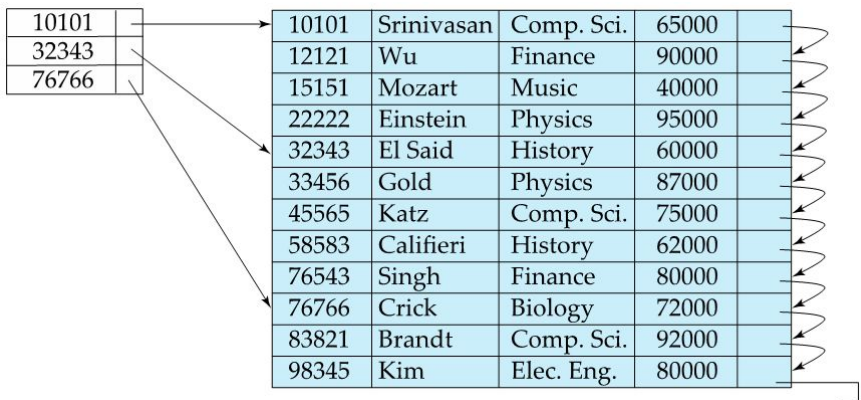 10101
32343
76766
10101 Srinivasan Comp. Sci. 65000
12121 Wu Finance 90000
15151 Mozart Music 40000
22222 Einstein Physics 95000
32343 El Said History 60000
33456 Gold Physics 87000
45565 Katz Comp. Sci. 75000
58583 Califieri History 62000
76543 Singh Finance 80000
76766 Crick Biology 72000
83821 Brandt Comp. Sci. 92000
98345 Kim Elec. Eng. 80000